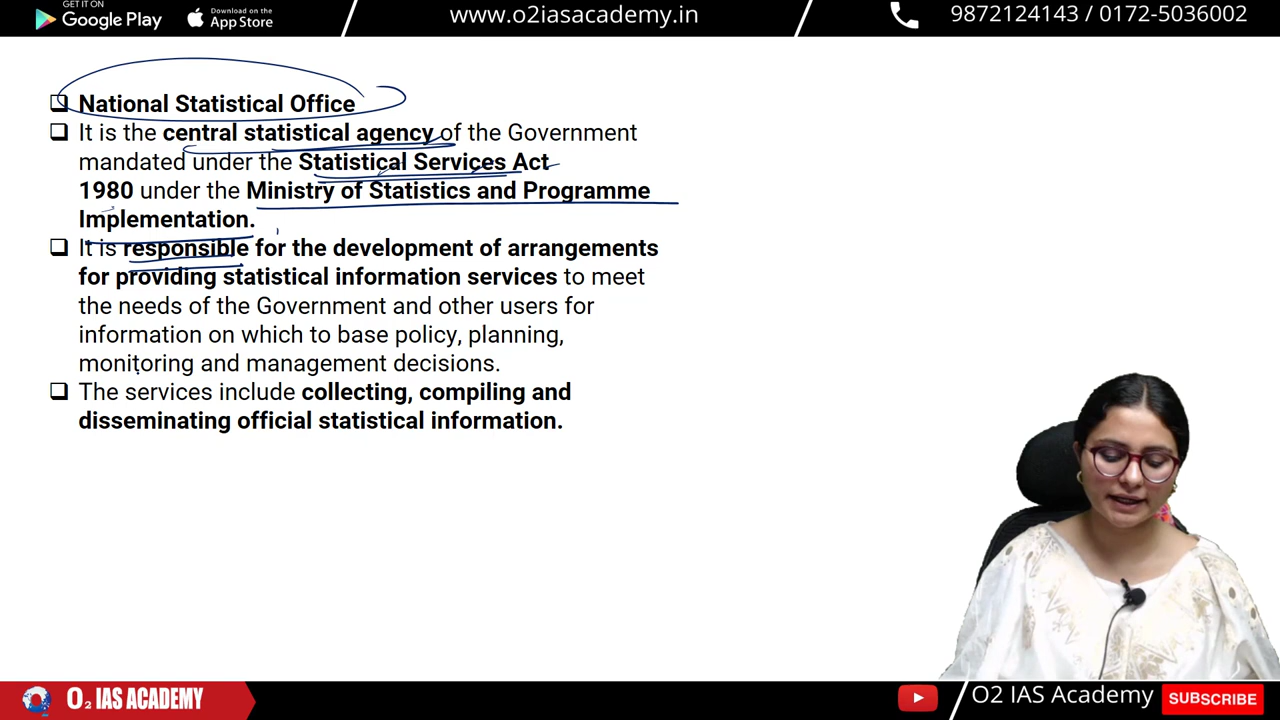 GET IT ON
Google Play
Download on the
App Store
www.o2iasacademy.in
9872124143 / 0172-5036002
National Statistical Office
It is the central statistical agency of the Government
mandated under the Statistical Services Act
1980 under the Ministry of Statistics and Programme
Implementation.
It is responsible for the development of arrangements
for providing statistical information services to meet
the needs of the Government and other users for
information on which to base policy, planning,
monitoring and management decisions.
The services include collecting, compiling and
disseminating official statistical information.
O₂ IAS ACADEMY
O2 IAS Academy
SUBSCRIBE